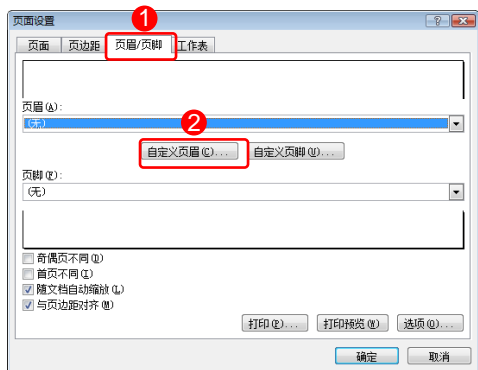 1
页面设置
页面 页边距 页眉/页脚 工作表
页眉(A):
(无)
2
自定义页眉(C)... 自定义页脚(U)...
页脚(F):
(无)
奇偶页不同(D)
首页不同(I)
随文档自动缩放(L)
与页边距对齐(M)
打印(P)... 打印预览(W) 选项(O)...
确定 取消